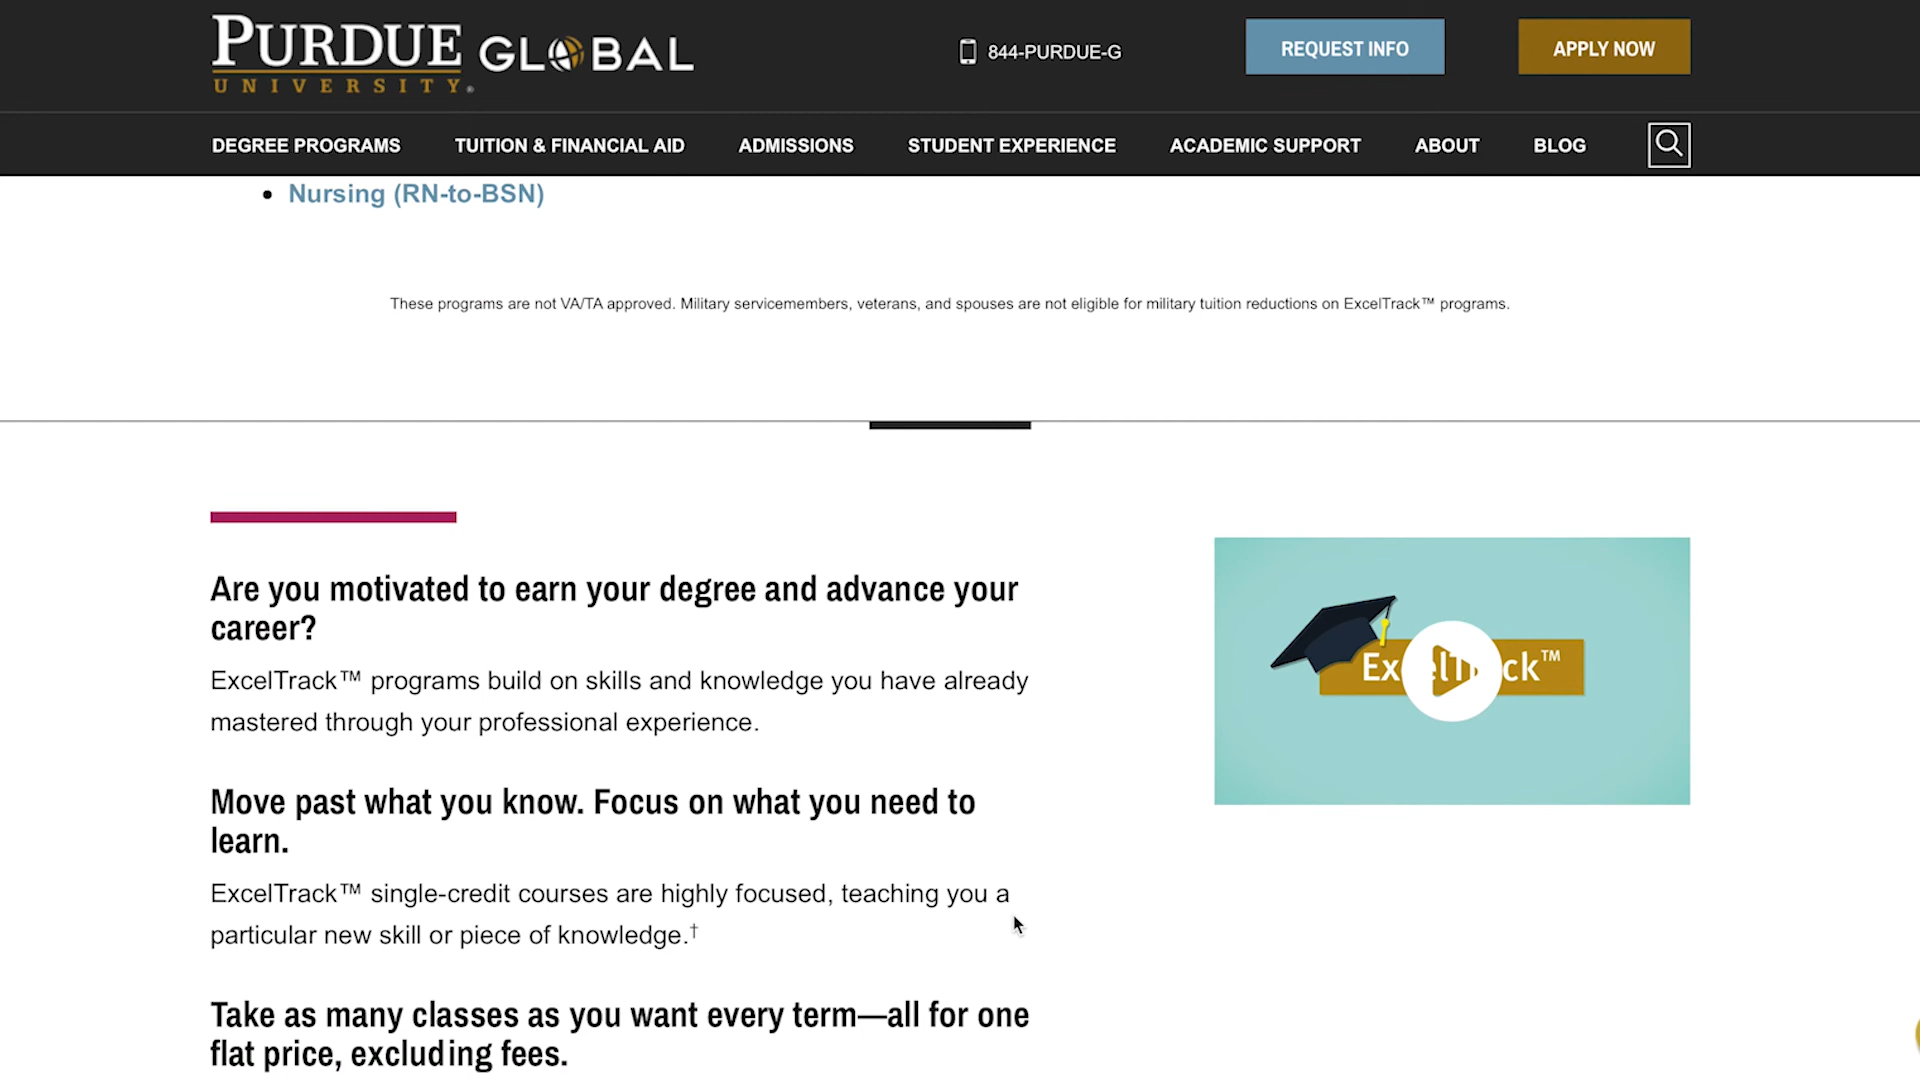 PURDUE GLOBAL
UNIVERSITY®
844-PURDUE-G
REQUEST INFO
APPLY NOW
DEGREE PROGRAMS
TUITION & FINANCIAL AID
ADMISSIONS
STUDENT EXPERIENCE
ACADEMIC SUPPORT
ABOUT
BLOG
• Nursing (RN-to-BSN)
These programs are not VA/TA approved. Military servicemembers, veterans, and spouses are not eligible for military tuition reductions on ExcelTrack™ programs.
Are you motivated to earn your degree and advance your
career?
ExcelTrack™ programs build on skills and knowledge you have already
mastered through your professional experience.
Move past what you know. Focus on what you need to
learn.
ExcelTrack™ single-credit courses are highly focused, teaching you a
particular new skill or piece of knowledge.†
Take as many classes as you want every term—all for one
flat price, excluding fees.
ExcelTrack™